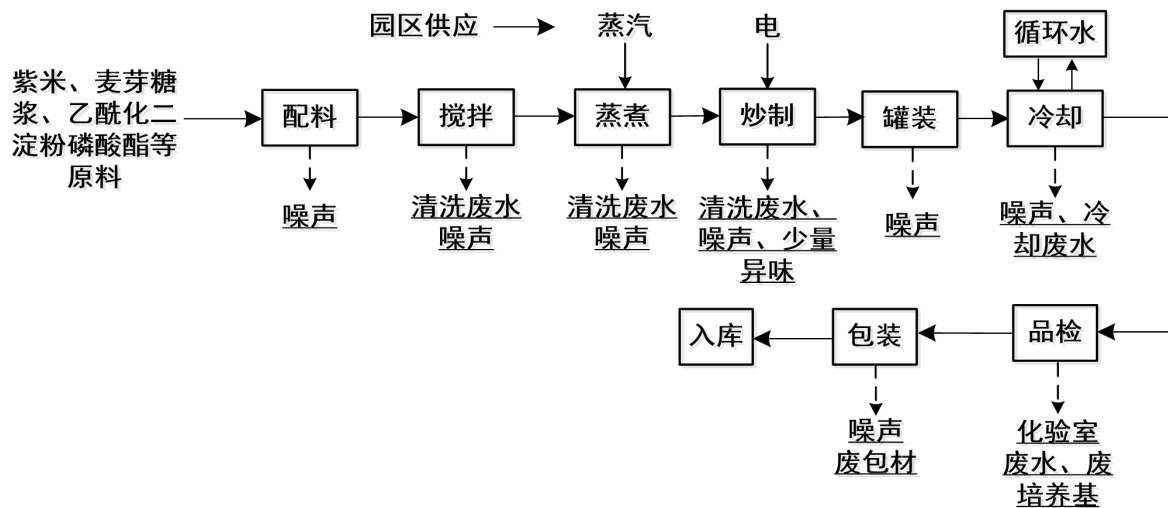 园区供应
蒸汽
电
循环水
紫米、麦芽糖
浆、乙酰化二
淀粉磷酸酯等
原料
配料
搅拌
蒸煮
炒制
罐装
冷却
噪声
清洗废水
噪声
清洗废水
噪声
清洗废水、
噪声、少量
异味
噪声
噪声、冷
却废水
入库
包装
品检
噪声
废包材
化验室
废水、废
培养基